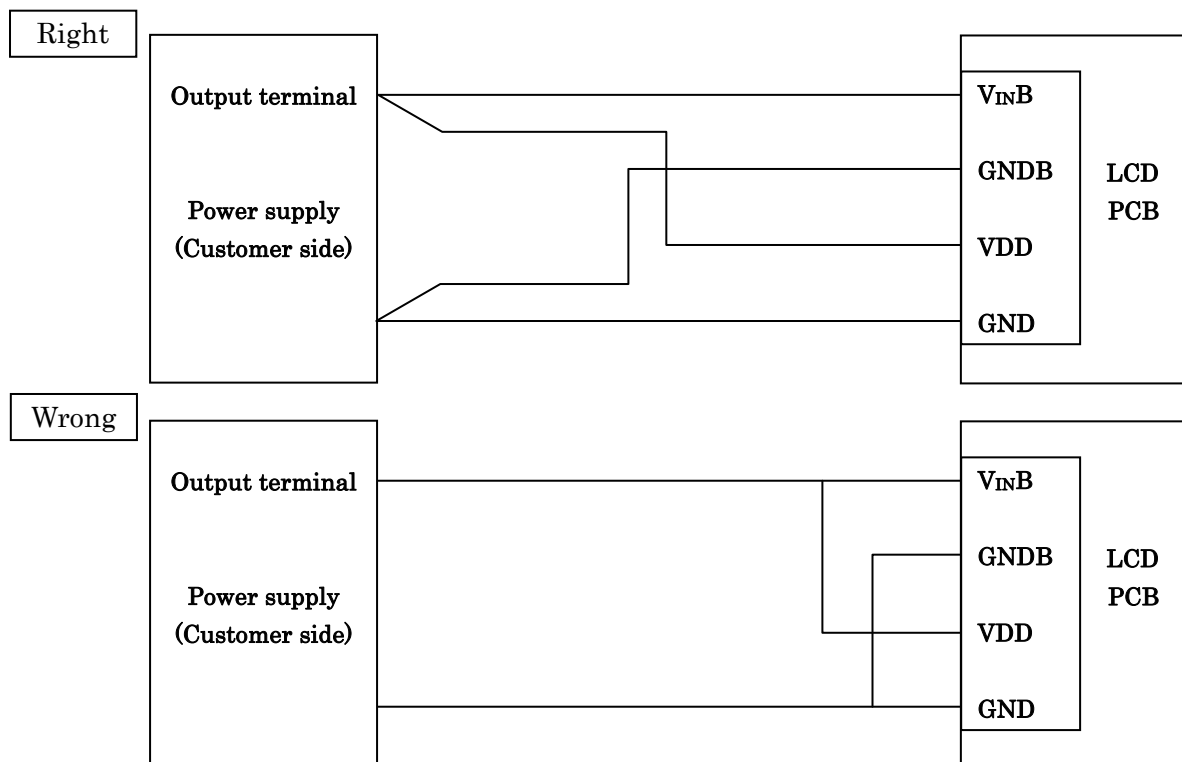 Right
Output terminal
Power supply
(Customer side)
VINB
GNDB
VDD
GND
LCD
PCB
Wrong
Output terminal
Power supply
(Customer side)
VINB
GNDB
VDD
GND
LCD
PCB